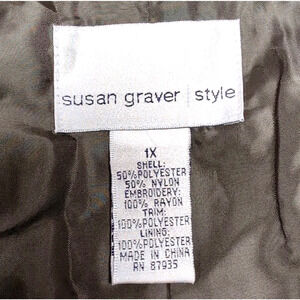 susan graver | style
1X
SHELL:
50%POLYESTER
50% NYLON
EMBROIDERY:
100% RAYON
TRIM:
100%POLYESTER
LINING:
100%POLYESTER
MADE IN CHINA
RN 87935